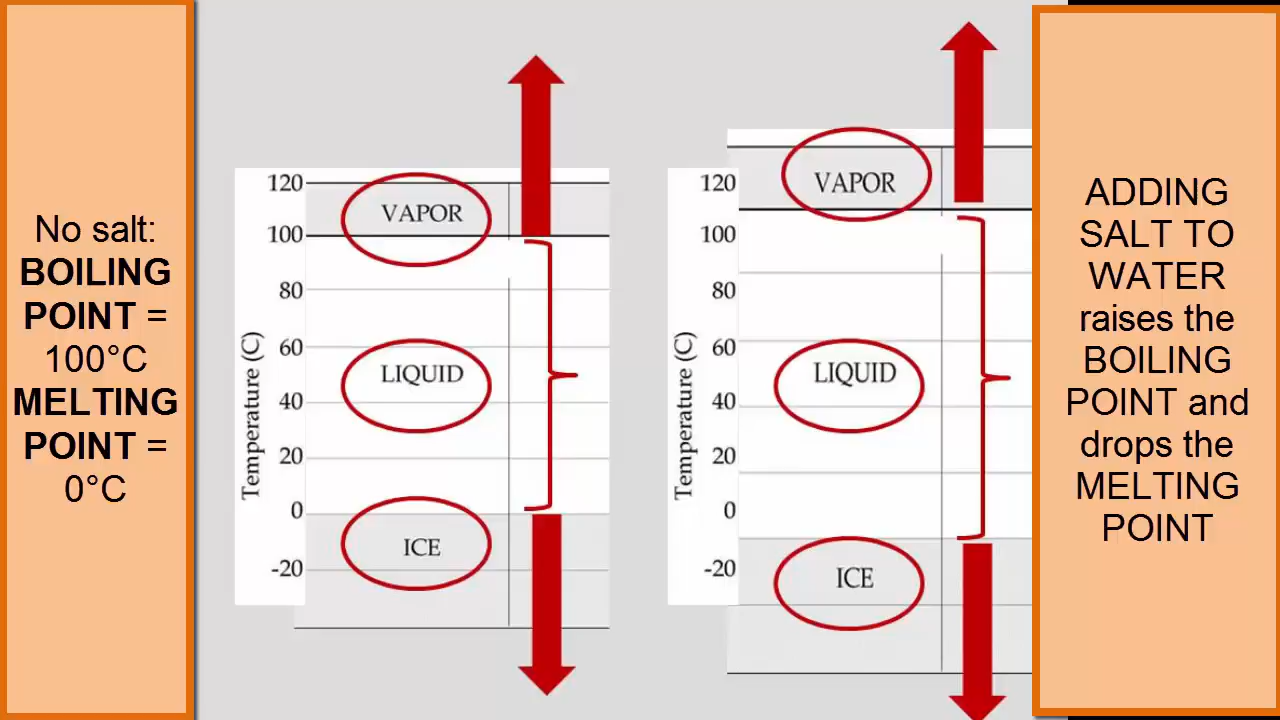 No salt:
BOILING
POINT =
100°C
MELTING
POINT =
0°C
Temperature (C)
120
100
80
60
40
20
0
-20
VAPOR
LIQUID
ICE
Temperature (C)
120
100
80
60
40
20
0
-20
VAPOR
LIQUID
ICE
ADDING
SALT TO
WATER
raises the
BOILING
POINT and
drops the
MELTING
POINT